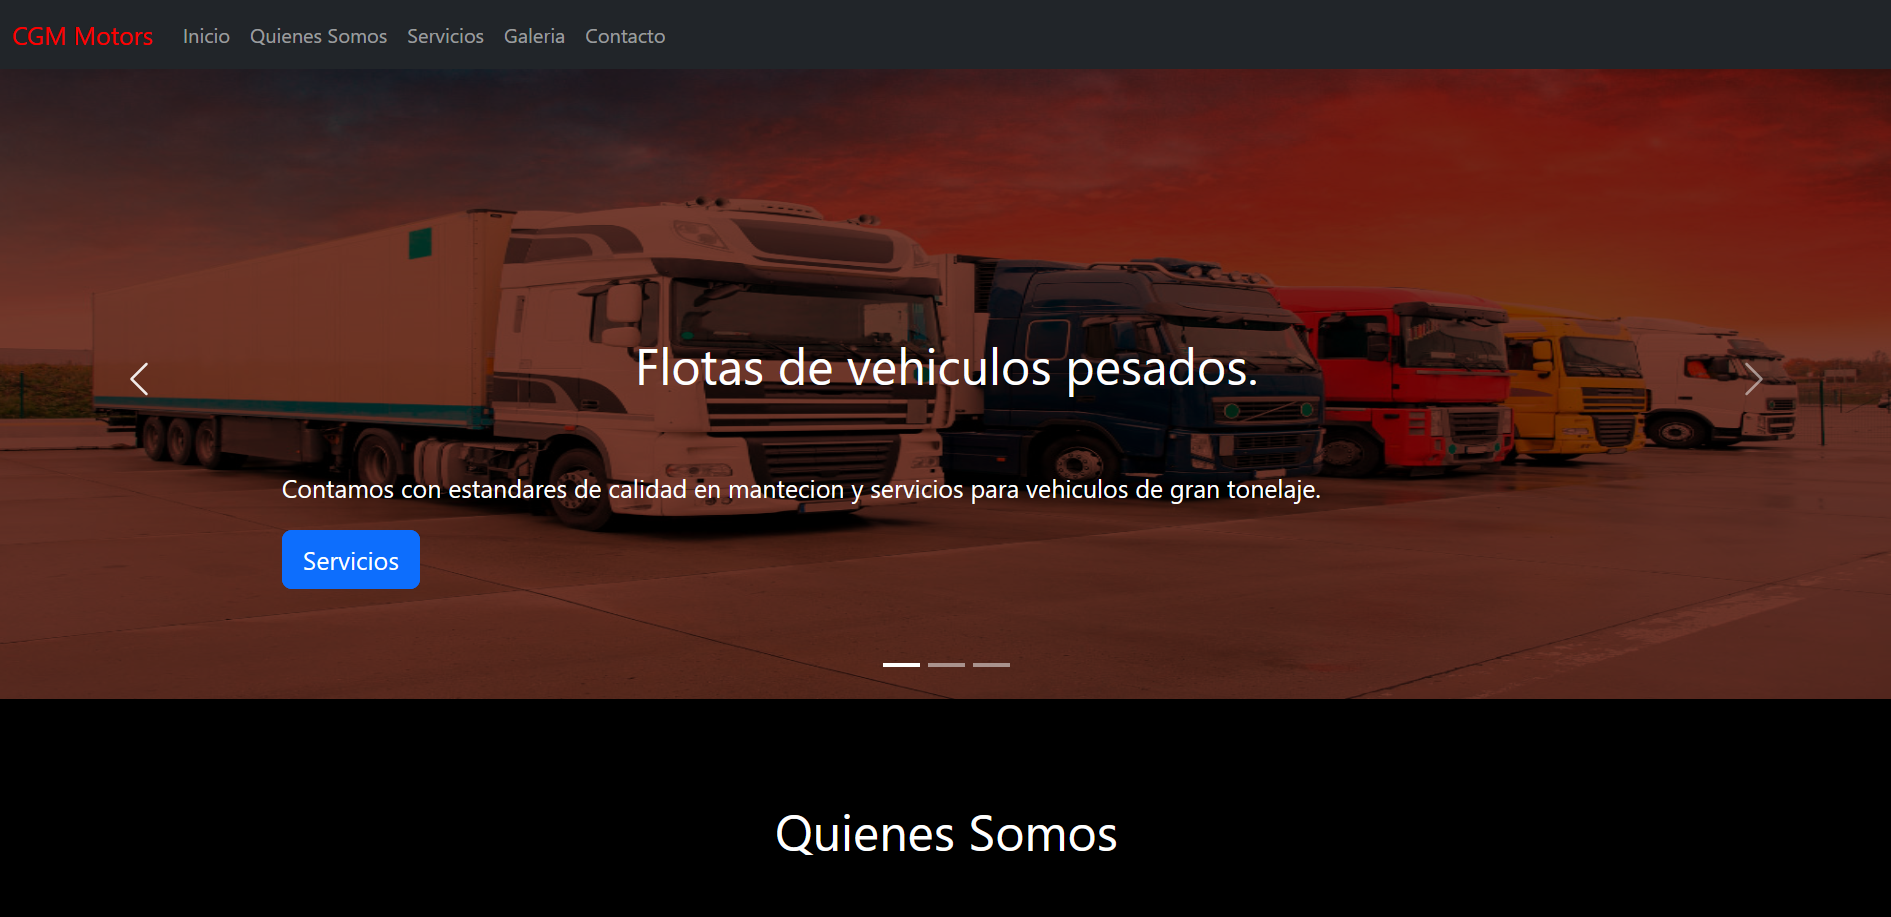 CGM Motors Inicio Quienes Somos Servicios Galeria Contacto
Flotas de vehiculos pesados.
Contamos con estandares de calidad en mantecion y servicios para vehiculos de gran tonelaje.
Servicios
Quienes Somos